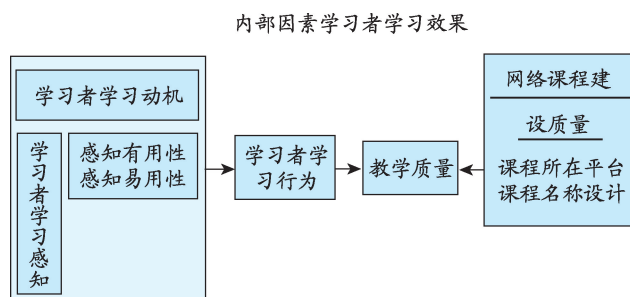 内部因素学习者学习效果
学习者学习动机
学习者学习感知
感知有用性
感知易用性
学习者学
习行为
教学质量
网络课程建
设质量
课程所在平台
课程名称设计